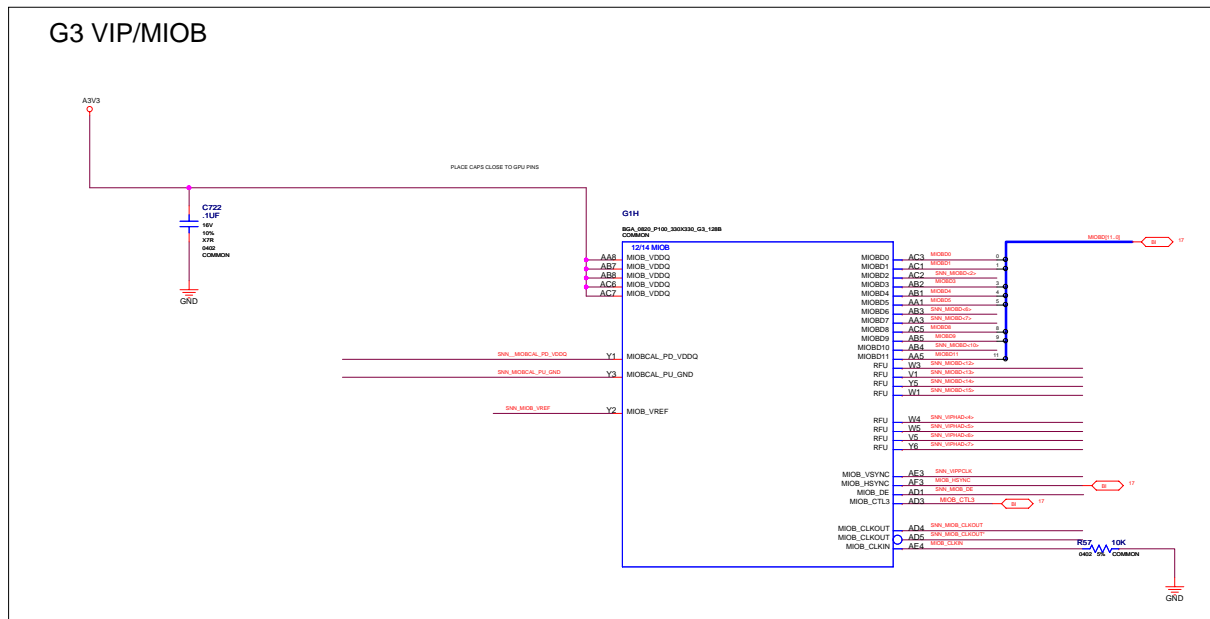 G3 VIP/MIOB
A3V3
PLACE CAPS CLOSE TO GPU PINS
C722
.1UF
16V
10%
X7R
0402
COMMON
GND
G1H
BGA_0820_P100_330X330_G3_128B
COMMON
12/14 MIOB
AA8 MIOB_VDDQ
AB7 MIOB_VDDQ
AB8 MIOB_VDDQ
AC6 MIOB_VDDQ
AC7 MIOB_VDDQ
SNN__MIOBCAL_PD_VDDQ Y1 MIOBCAL_PD_VDDQ
SNN_MIOBCAL_PU_GND Y3 MIOBCAL_PU_GND
SNN_MIOB_VREF Y2 MIOB_VREF
MIOBD[11..0] BI 17
MIOBD0 AC3 MIOBD0 0
MIOBD1 AC1 MIOBD1 1
MIOBD2 AC2 SNN_MIOBD<2>
MIOBD3 AB2 MIOBD3 3
MIOBD4 AB1 MIOBD4 4
MIOBD5 AA1 MIOBD5 5
MIOBD6 AB3 SNN_MIOBD<6>
MIOBD7 AA3 SNN_MIOBD<7>
MIOBD8 AC5 MIOBD8 8
MIOBD9 AB5 MIOBD9 9
MIOBD10 AB4 SNN_MIOBD<10>
MIOBD11 AA5 MIOBD11 11
RFU W3 SNN_MIOBD<12>
RFU V1 SNN_MIOBD<13>
RFU Y5 SNN_MIOBD<14>
RFU W1 SNN_MIOBD<15>
RFU W4 SNN_VIPHAD<4>
RFU W5 SNN_VIPHAD<5>
RFU V5 SNN_VIPHAD<6>
RFU Y6 SNN_VIPHAD<7>
MIOB_VSYNC AE3 SNN_VIPPCLK
MIOB_HSYNC AF3 MIOB_HSYNC BI 17
MIOB_DE AD1 SNN_MIOB_DE
MIOB_CTL3 AD3 MIOB_CTL3 BI 17
MIOB_CLKOUT AD4 SNN_MIOB_CLKOUT
MIOB_CLKOUT AD5 SNN_MIOB_CLKOUT*
MIOB_CLKIN AE4 MIOB_CLKIN
R57 10K
0402 5% COMMON
GND